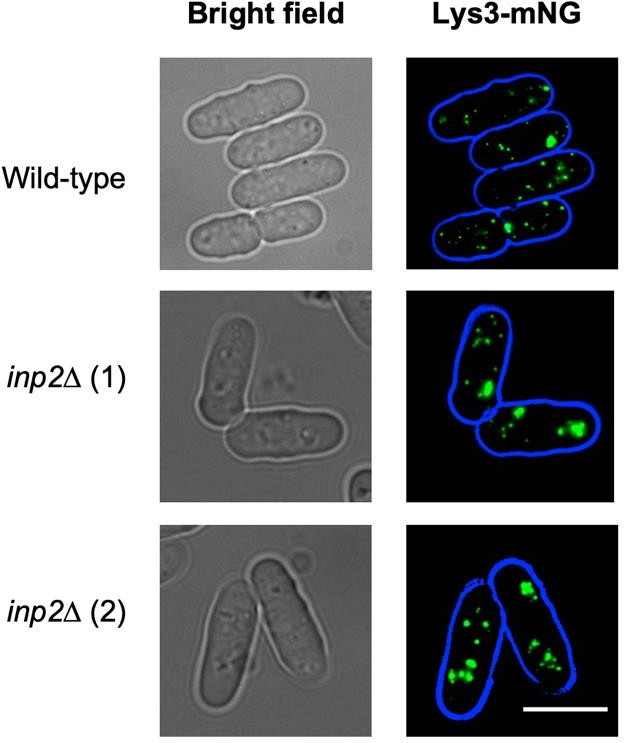 Bright field Lys3-mNG
Wild-type
inp2Δ (1)
inp2Δ (2)